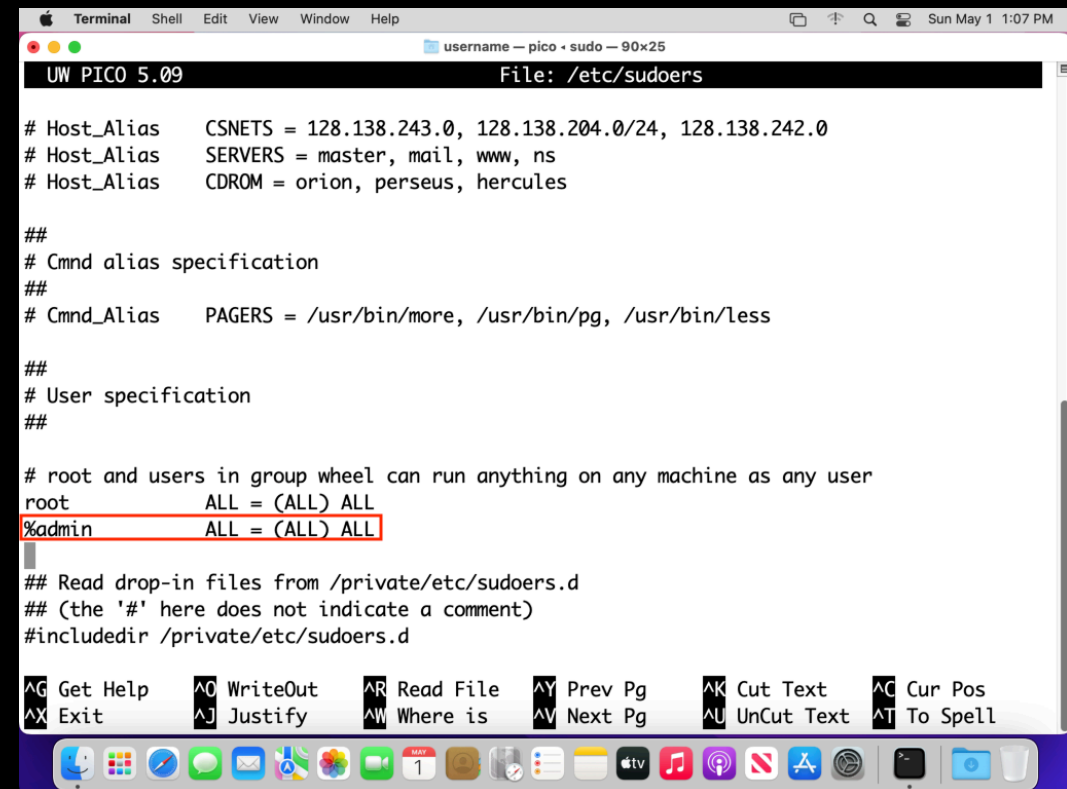 Terminal Shell Edit View Window Help Sun May 1 1:07 PM
username — pico ◂ sudo — 90×25
UW PICO 5.09 File: /etc/sudoers
# Host_Alias CSNETS = 128.138.243.0, 128.138.204.0/24, 128.138.242.0
# Host_Alias SERVERS = master, mail, www, ns
# Host_Alias CDROM = orion, perseus, hercules
##
# Cmnd alias specification
##
# Cmnd_Alias PAGERS = /usr/bin/more, /usr/bin/pg, /usr/bin/less
##
# User specification
##
# root and users in group wheel can run anything on any machine as any user
root ALL = (ALL) ALL
%admin ALL = (ALL) ALL
## Read drop-in files from /private/etc/sudoers.d
## (the '#' here does not indicate a comment)
#includedir /private/etc/sudoers.d
^G Get Help ^O WriteOut ^R Read File ^Y Prev Pg ^K Cut Text ^C Cur Pos
^X Exit ^J Justify ^W Where is ^V Next Pg ^U UnCut Text ^T To Spell
MAY
1
tv